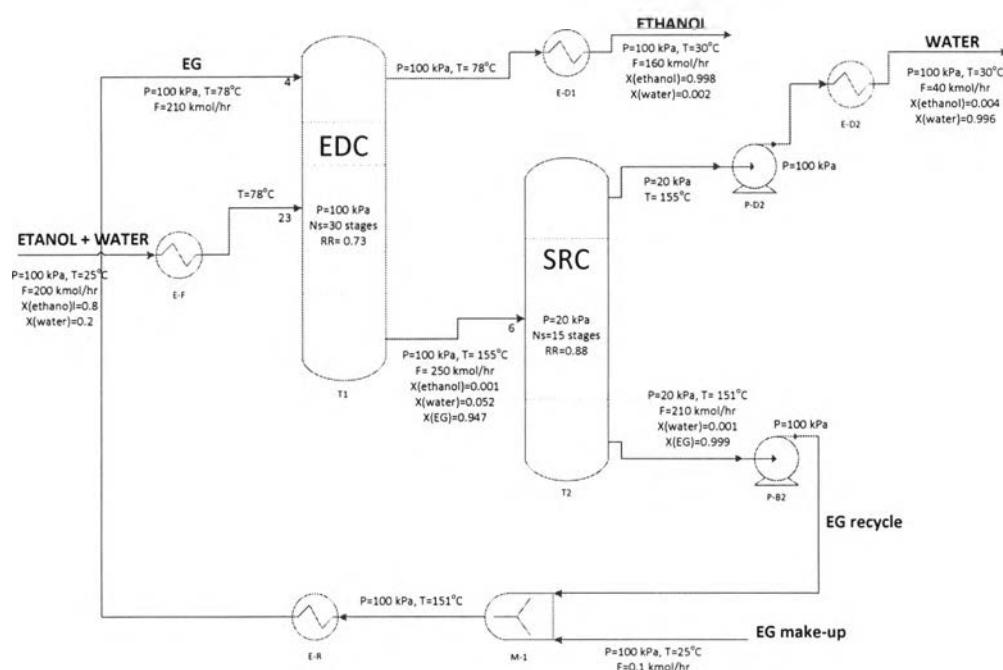 ETHANOL
P=100 kPa, T=30°C
F=160 kmol/hr
X(ethanol)=0.998
X(water)=0.002
WATER
P=100 kPa, T=30°C
F=40 kmol/hr
X(ethanol)=0.004
X(water)=0.996
EG
P=100 kPa, T=78°C
F=210 kmol/hr
4
P=100 kPa, T= 78°C
E-D1
E-D2
EDC
P=100 kPa
Ns=30 stages
RR= 0.73
T=78°C
23
P=20 kPa
T= 155°C
P=100 kPa
P-D2
ETANOL + WATER
P=100 kPa, T=25°C
F=200 kmol/hr
X(ethano)l=0.8
X(water)=0.2
E-F
SRC
P=20 kPa
Ns=15 stages
RR=0.88
6
P=100 kPa, T= 155°C
F= 250 kmol/hr
X(ethanol)=0.001
X(water)=0.052
X(EG)=0.947
T1
P=20 kPa, T= 151°C
F=210 kmol/hr
X(water)=0.001
X(EG)=0.999
P=100 kPa
T2
P-B2
EG recycle
P=100 kPa, T=151°C
E-R
M-1
EG make-up
P=100 kPa, T=25°C
F=0.1 kmol/hr